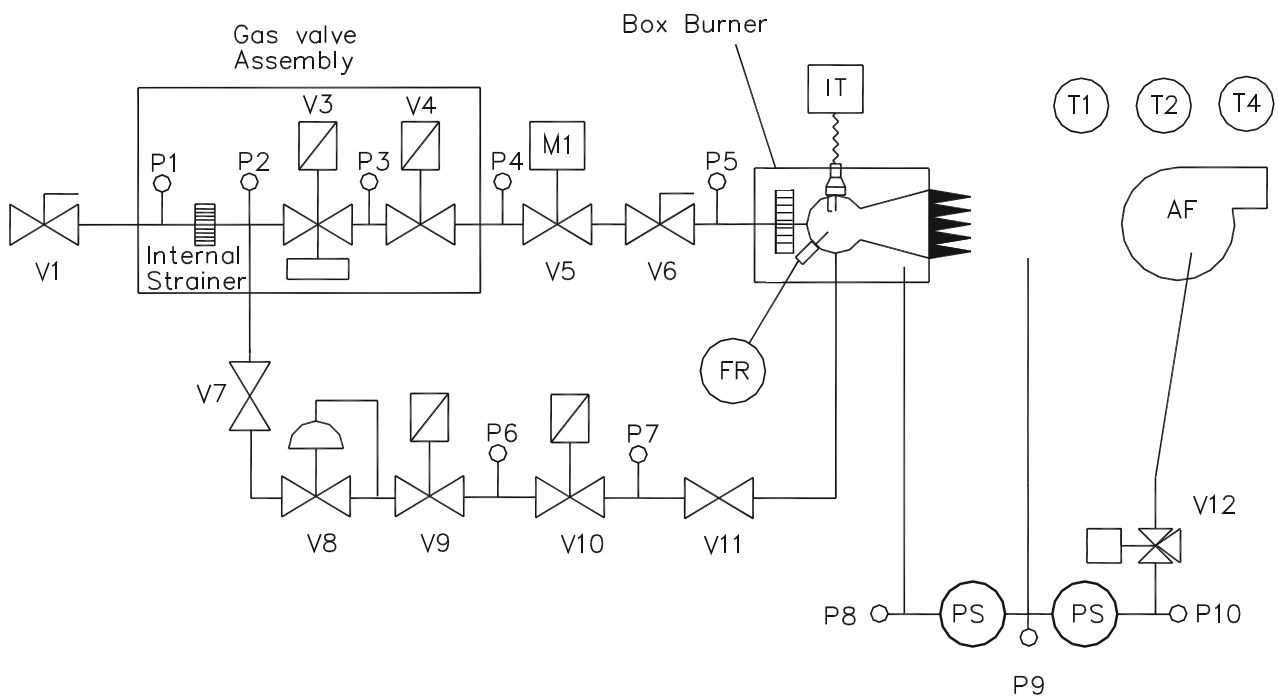 Box Burner
Gas valve
Assembly
IT
T1
T2
T4
V3
V4
M1
P1
P2
P3
P4
P5
AF
V1
Internal
Strainer
V5
V6
FR
V7
P6
P7
V8
V9
V10
V11
V12
P8
PS
PS
P10
P9